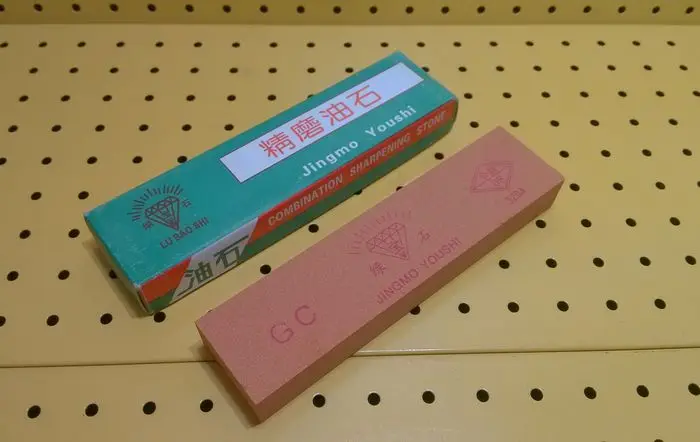 精磨油石
Jingmo Youshi
COMBINATION SHARPENING STONE
LU BAO SHI
油石
GC
JINGMO YOUSHI